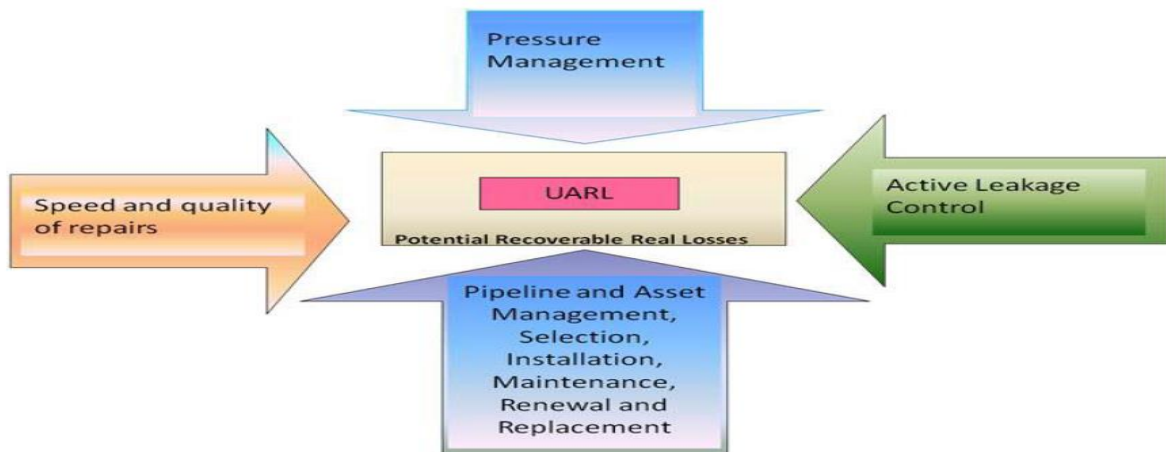 Pressure
Management
Speed and quality
of repairs
UARL
Potential Recoverable Real Losses
Active Leakage
Control
Pipeline and Asset
Management,
Selection,
Installation,
Maintenance,
Renewal and
Replacement